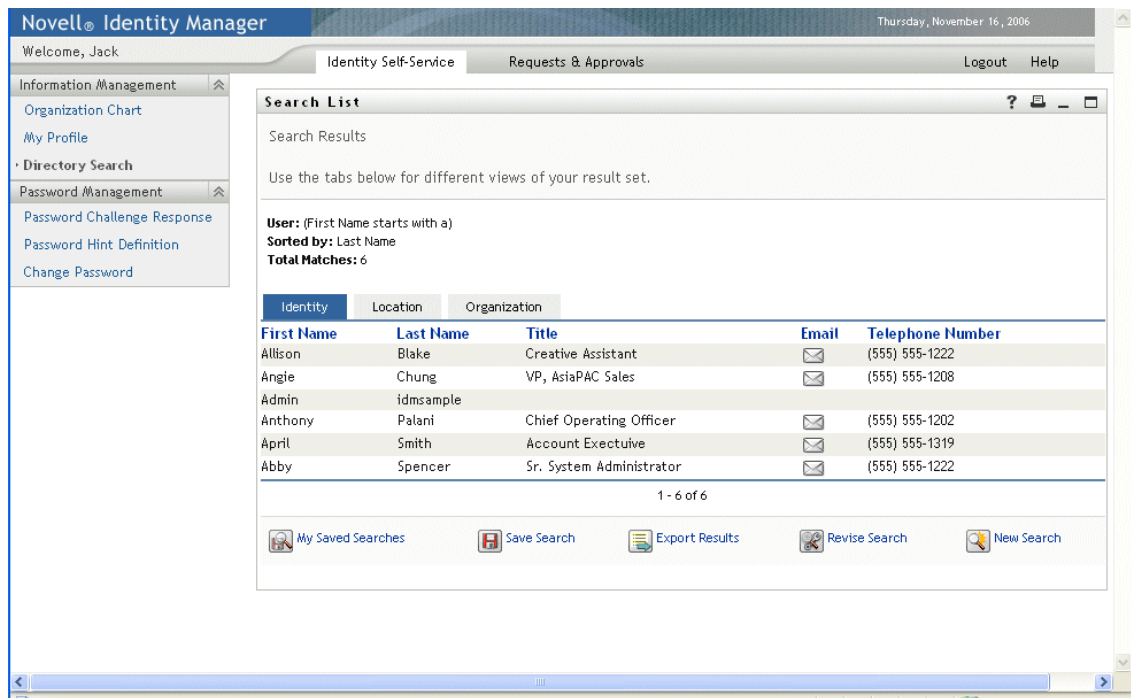 Novell® Identity Manager
Thursday, November 16, 2006
Welcome, Jack
Identity Self-Service Requests & Approvals Logout Help
Information Management
Organization Chart
My Profile
Directory Search
Password Management
Password Challenge Response
Password Hint Definition
Change Password
Search List ?
Search Results
Use the tabs below for different views of your result set.
User: (First Name starts with a)
Sorted by: Last Name
Total Matches: 6
Identity Location Organization
First Name Last Name Title Email Telephone Number
Allison Blake Creative Assistant (555) 555-1222
Angie Chung VP, AsiaPAC Sales (555) 555-1208
Admin idmsample
Anthony Palani Chief Operating Officer (555) 555-1202
April Smith Account Exectuive (555) 555-1319
Abby Spencer Sr. System Administrator (555) 555-1222
1 - 6 of 6
My Saved Searches Save Search Export Results Revise Search New Search